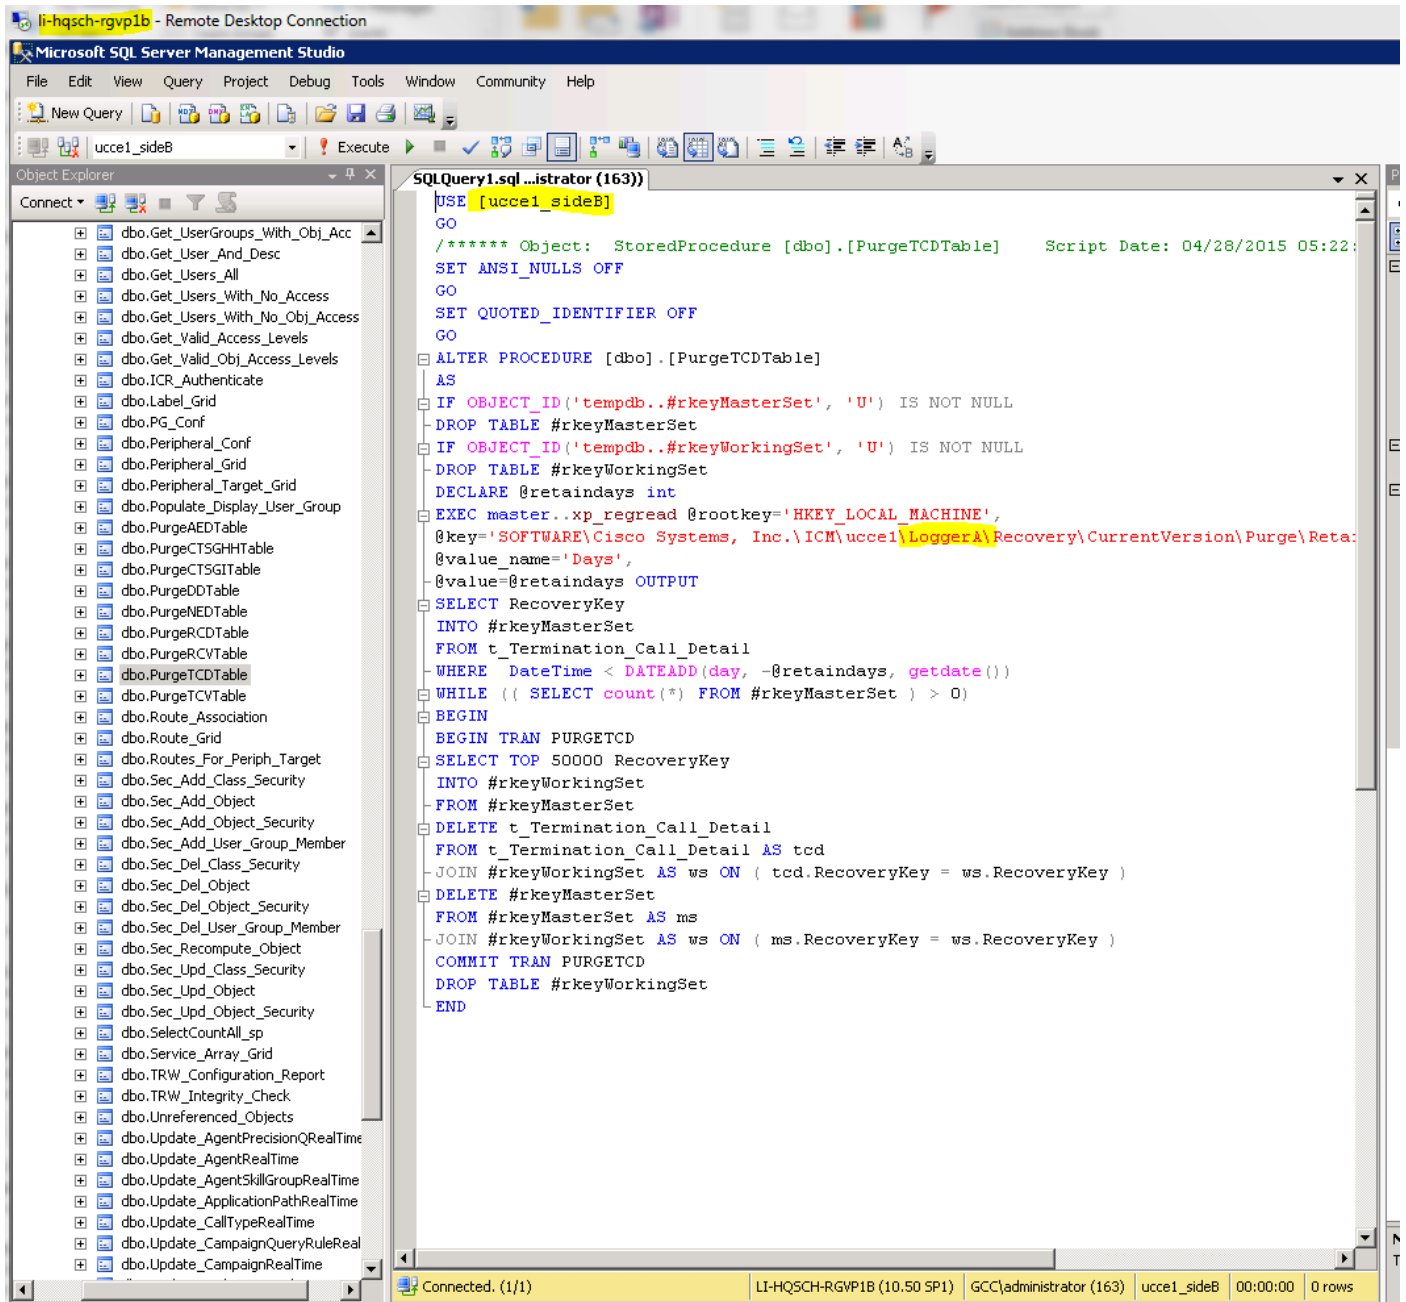 li-hqsch-rgvp1b - Remote Desktop Connection
Microsoft SQL Server Management Studio
File Edit View Query Project Debug Tools Window Community Help
New Query
ucce1_sideB
Execute
Object Explorer
Connect
dbo.Get_UserGroups_With_Obj_Acc
dbo.Get_User_And_Desc
dbo.Get_Users_All
dbo.Get_Users_With_No_Access
dbo.Get_Users_With_No_Obj_Access
dbo.Get_Valid_Access_Levels
dbo.Get_Valid_Obj_Access_Levels
dbo.ICR_Authenticate
dbo.Label_Grid
dbo.PG_Conf
dbo.Peripheral_Conf
dbo.Peripheral_Grid
dbo.Peripheral_Target_Grid
dbo.Populate_Display_User_Group
dbo.PurgeAEDTable
dbo.PurgeCTSGHHTable
dbo.PurgeCTSGITable
dbo.PurgeDDTable
dbo.PurgeNEDTable
dbo.PurgeRCDTable
dbo.PurgeRCVTable
dbo.PurgeTCDTable
dbo.PurgeTCVTable
dbo.Route_Association
dbo.Route_Grid
dbo.Routes_For_Periph_Target
dbo.Sec_Add_Class_Security
dbo.Sec_Add_Object
dbo.Sec_Add_Object_Security
dbo.Sec_Add_User_Group_Member
dbo.Sec_Del_Class_Security
dbo.Sec_Del_Object
dbo.Sec_Del_Object_Security
dbo.Sec_Del_User_Group_Member
dbo.Sec_Recompute_Object
dbo.Sec_Upd_Class_Security
dbo.Sec_Upd_Object
dbo.Sec_Upd_Object_Security
dbo.SelectCountAll_sp
dbo.Service_Array_Grid
dbo.TRW_Configuration_Report
dbo.TRW_Integrity_Check
dbo.Unreferenced_Objects
dbo.Update_AgentPrecisionQRealTime
dbo.Update_AgentRealTime
dbo.Update_AgentSkillGroupRealTime
dbo.Update_ApplicationPathRealTime
dbo.Update_CallTypeRealTime
dbo.Update_CampaignQueryRuleReal
dbo.Update_CampaignRealTime
SQLQuery1.sql ...istrator (163))
USE [ucce1_sideB]
GO
/****** Object:  StoredProcedure [dbo].[PurgeTCDTable]    Script Date: 04/28/2015 05:22:
SET ANSI_NULLS OFF
GO
SET QUOTED_IDENTIFIER OFF
GO
ALTER PROCEDURE [dbo].[PurgeTCDTable]
AS
IF OBJECT_ID('tempdb..#rkeyMasterSet', 'U') IS NOT NULL
DROP TABLE #rkeyMasterSet
IF OBJECT_ID('tempdb..#rkeyWorkingSet', 'U') IS NOT NULL
DROP TABLE #rkeyWorkingSet
DECLARE @retaindays int
EXEC master..xp_regread @rootkey='HKEY_LOCAL_MACHINE',
@key='SOFTWARE\Cisco Systems, Inc.\ICM\ucce1\LoggerA\Recovery\CurrentVersion\Purge\Retai
@value_name='Days',
@value=@retaindays OUTPUT
SELECT RecoveryKey
INTO #rkeyMasterSet
FROM t_Termination_Call_Detail
WHERE  DateTime < DATEADD(day, -@retaindays, getdate())
WHILE (( SELECT count(*) FROM #rkeyMasterSet ) > 0)
BEGIN
BEGIN TRAN PURGETCD
SELECT TOP 50000 RecoveryKey
INTO #rkeyWorkingSet
FROM #rkeyMasterSet
DELETE t_Termination_Call_Detail
FROM t_Termination_Call_Detail AS tcd
JOIN #rkeyWorkingSet AS ws ON ( tcd.RecoveryKey = ws.RecoveryKey )
DELETE #rkeyMasterSet
FROM #rkeyMasterSet AS ms
JOIN #rkeyWorkingSet AS ws ON ( ms.RecoveryKey = ws.RecoveryKey )
COMMIT TRAN PURGETCD
DROP TABLE #rkeyWorkingSet
END
Connected. (1/1) LI-HQSCH-RGVP1B (10.50 SP1) GCC\administrator (163) ucce1_sideB 00:00:00 0 rows